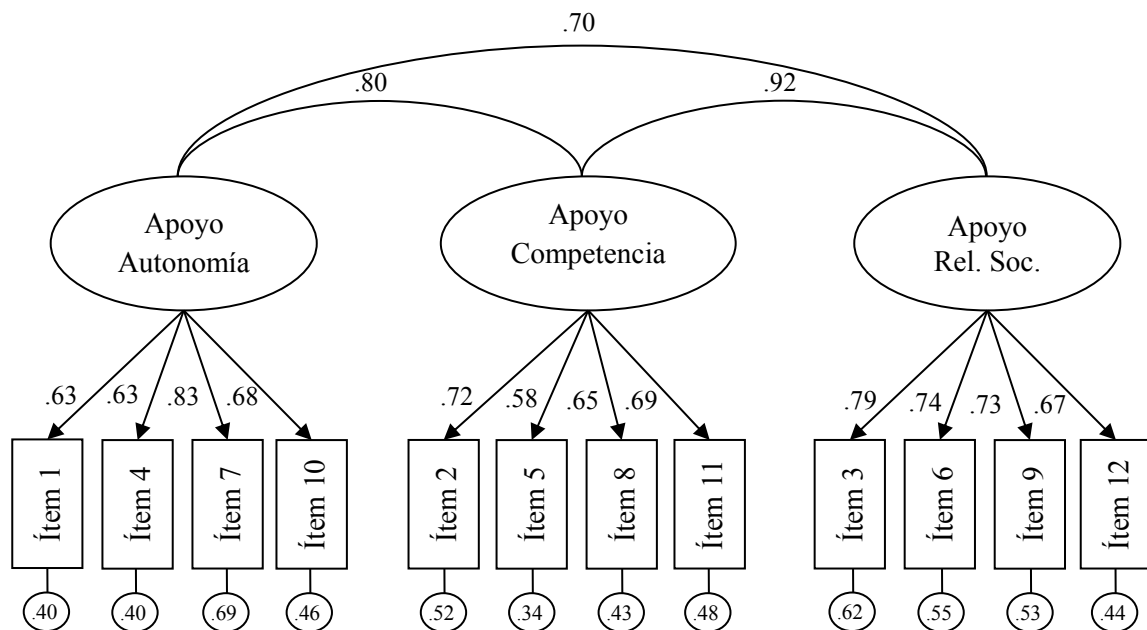 .70
.80
.92
Apoyo
Autonomía
Apoyo
Competencia
Apoyo
Rel. Soc.
.63
.63
.83
.68
.72
.58
.65
.69
.79
.74
.73
.67
Ítem 1
Ítem 4
Ítem 7
Ítem 10
Ítem 2
Ítem 5
Ítem 8
Ítem 11
Ítem 3
Ítem 6
Ítem 9
Ítem 12
.40
.40
.69
.46
.52
.34
.43
.48
.62
.55
.53
.44